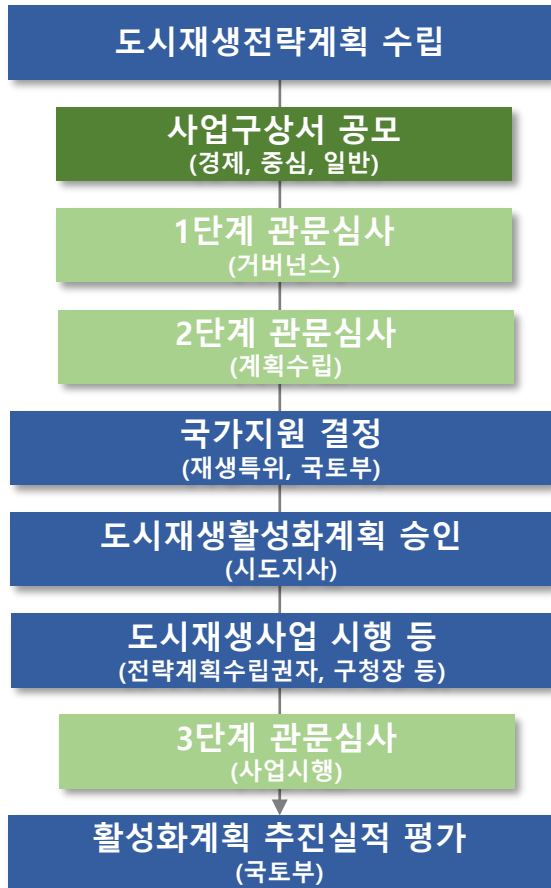 도시재생전략계획 수립
사업구상서 공모
(경제, 중심, 일반)
1단계 관문심사
(거버넌스)
2단계 관문심사
(계획수립)
국가지원 결정
(재생특위, 국토부)
도시재생활성화계획 승인
(시도지사)
도시재생사업 시행 등
(전략계획수립권자, 구청장 등)
3단계 관문심사
(사업시행)
활성화계획 추진실적 평가
(국토부)